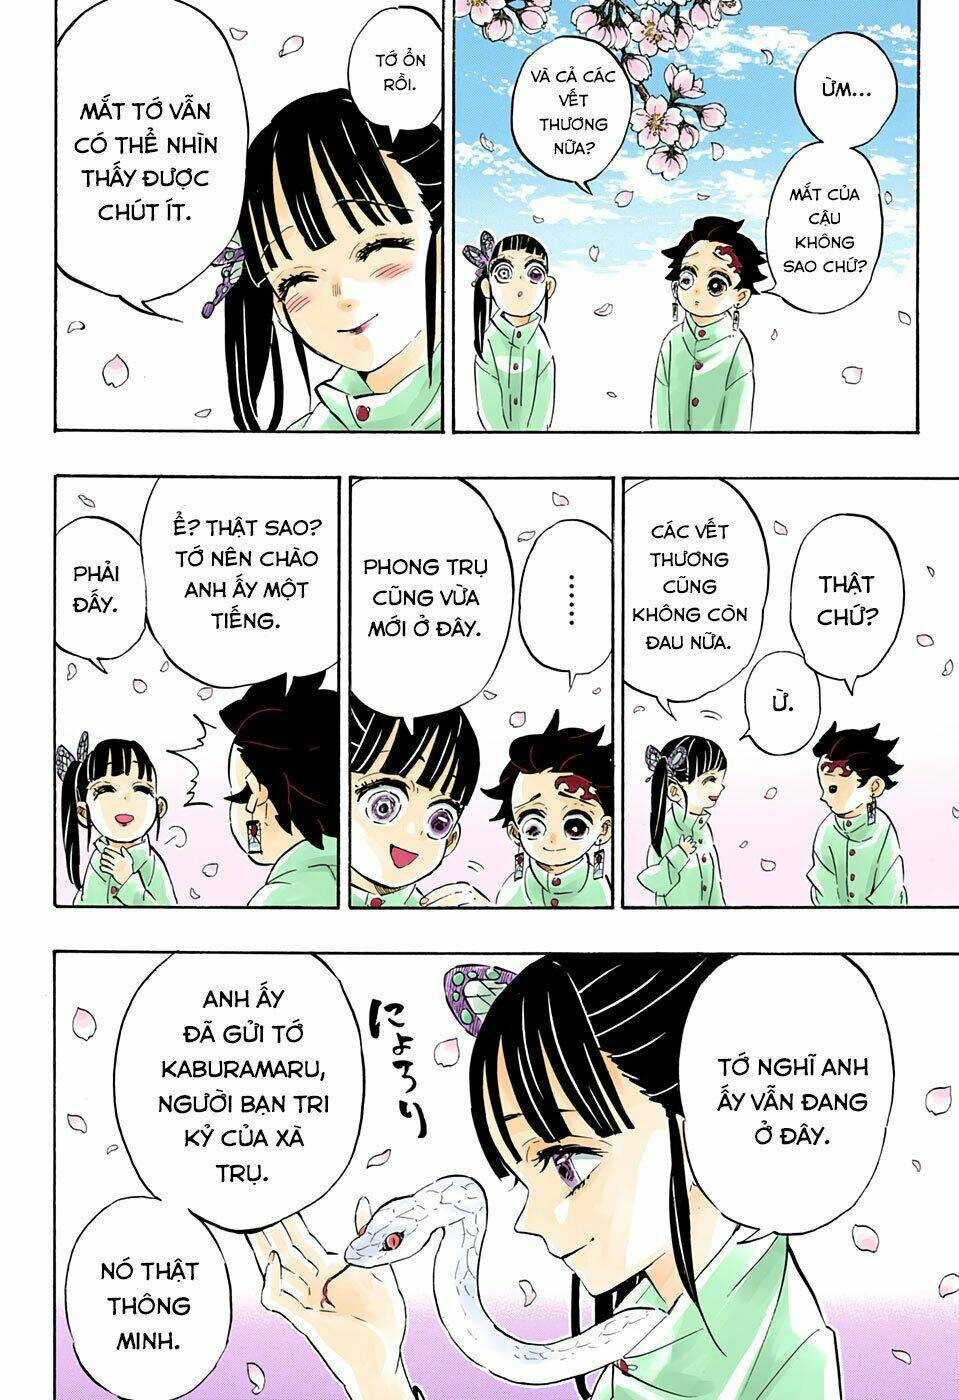 ỪM...
MẮT CỦA
CẬU
KHÔNG
SAO CHỨ?
VÀ CẢ CÁC
VẾT
THƯƠNG
NỮA?
TỚ ỔN
RỒI.
MẮT TỚ VẪN
CÓ THỂ NHÌN
THẤY ĐƯỢC
CHÚT ÍT.
THẬT
CHỨ?
Ừ.
CÁC VẾT
THƯƠNG
CŨNG
KHÔNG CÒN
ĐAU NỮA.
......
PHONG TRỤ
CŨNG VỪA
MỚI Ở ĐÂY.
Ể? THẬT SAO?
TỚ NÊN CHÀO
ANH ẤY MỘT
TIẾNG.
PHẢI
ĐẤY.
TỚ NGHĨ ANH
ẤY VẪN ĐANG
Ở ĐÂY.
にょろり
ANH ẤY
ĐÃ GỬI TỚ
KABURAMARU,
NGƯỜI BẠN TRI
KỶ CỦA XÀ
TRỤ.
NÓ THẬT
THÔNG
MINH.